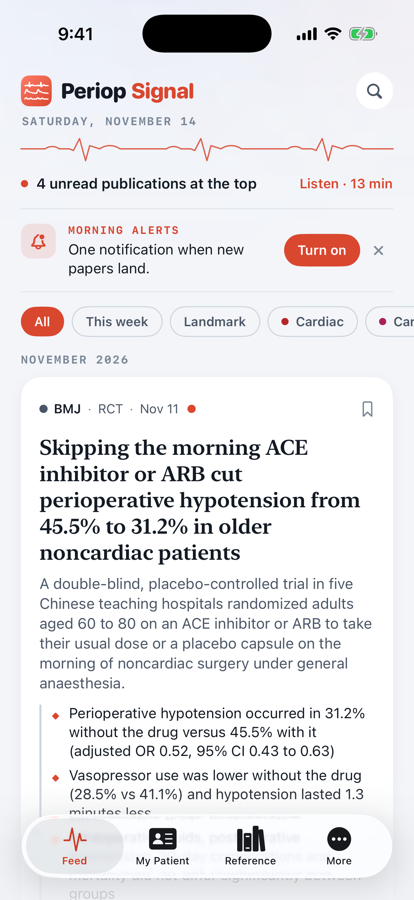 9:41
Periop Signal
SATURDAY, NOVEMBER 14
4 unread publications at the top
Listen · 13 min
MORNING ALERTS
One notification when new
papers land.
Turn on
All
This week
Landmark
Cardiac
Car
NOVEMBER 2026
BMJ · RCT · Nov 11
Skipping the morning ACE
inhibitor or ARB cut
perioperative hypotension from
45.5% to 31.2% in older
noncardiac patients
A double-blind, placebo-controlled trial in five
Chinese teaching hospitals randomized adults
aged 60 to 80 on an ACE inhibitor or ARB to take
their usual dose or a placebo capsule on the
morning of noncardiac surgery under general
anaesthesia.
Perioperative hypotension occurred in 31.2%
without the drug versus 45.5% with it
(adjusted OR 0.52, 95% CI 0.43 to 0.63)
Vasopressor use was lower without the drug
(28.5% vs 41.1%) and hypotension lasted 1.3
minutes less
groups
Feed
My Patient
Reference
More